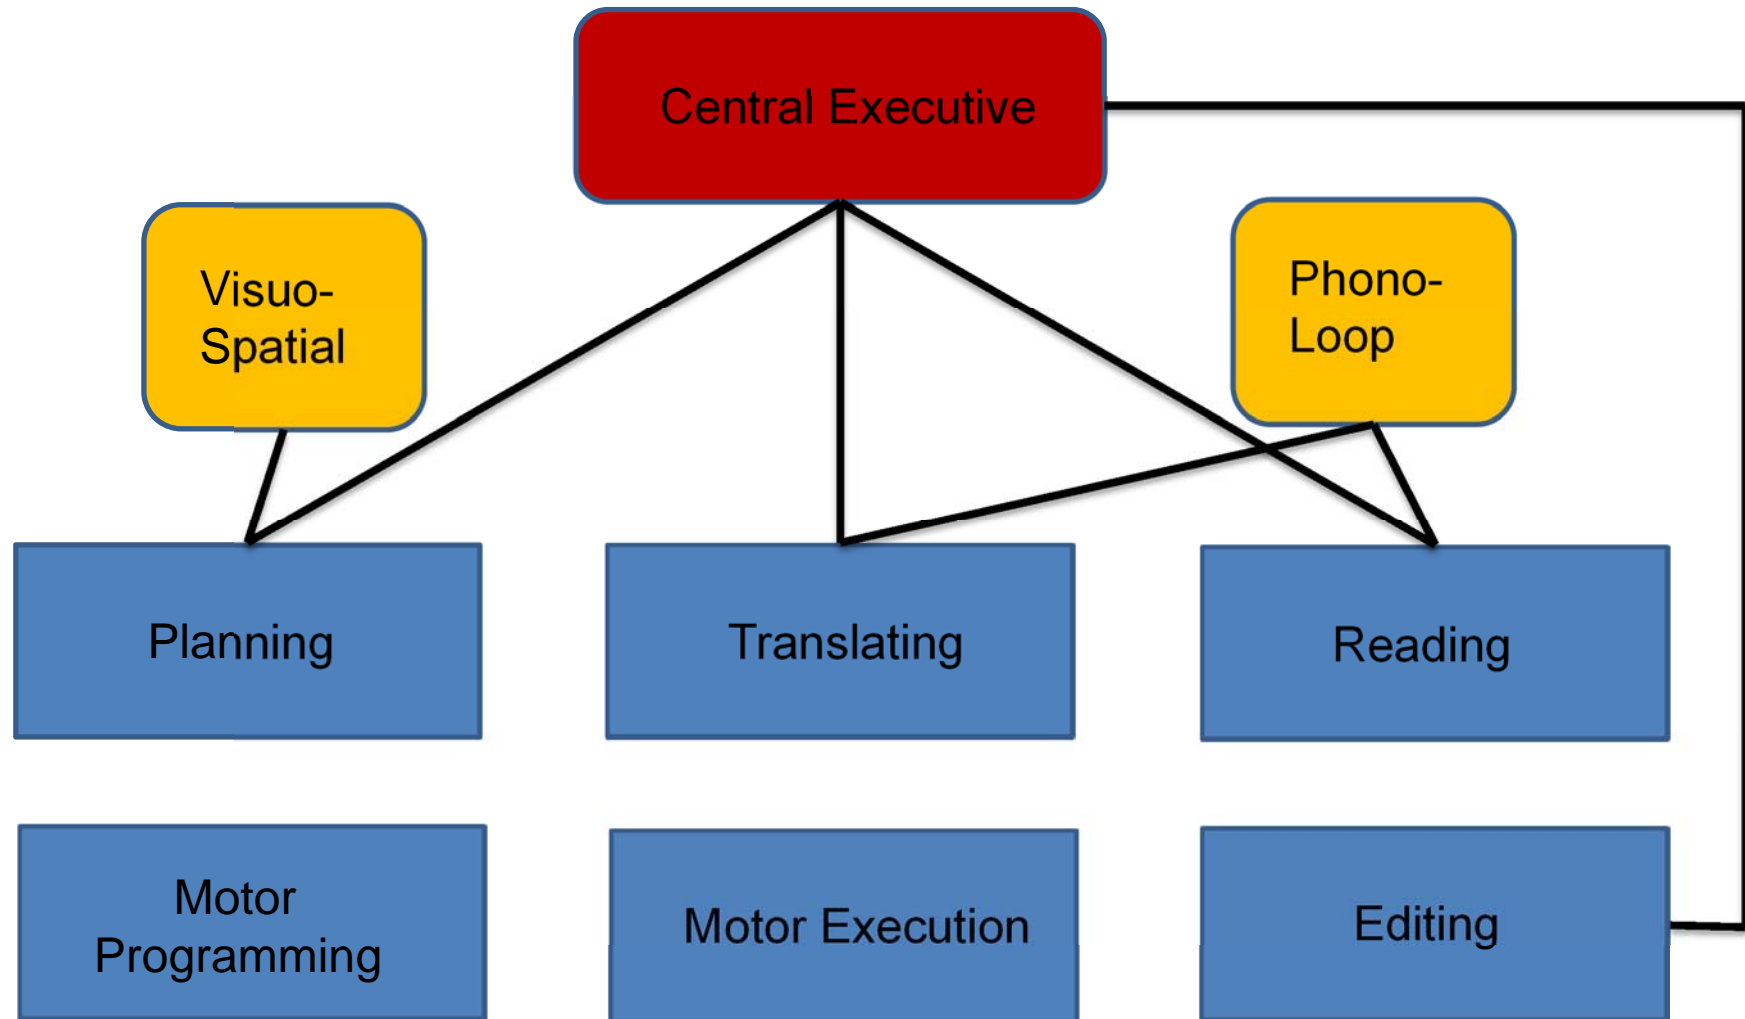 Central Executive
Visuo-
Spatial
Phono-
Loop
Planning
Translating
Reading
Motor
Programming
Motor Execution
Editing